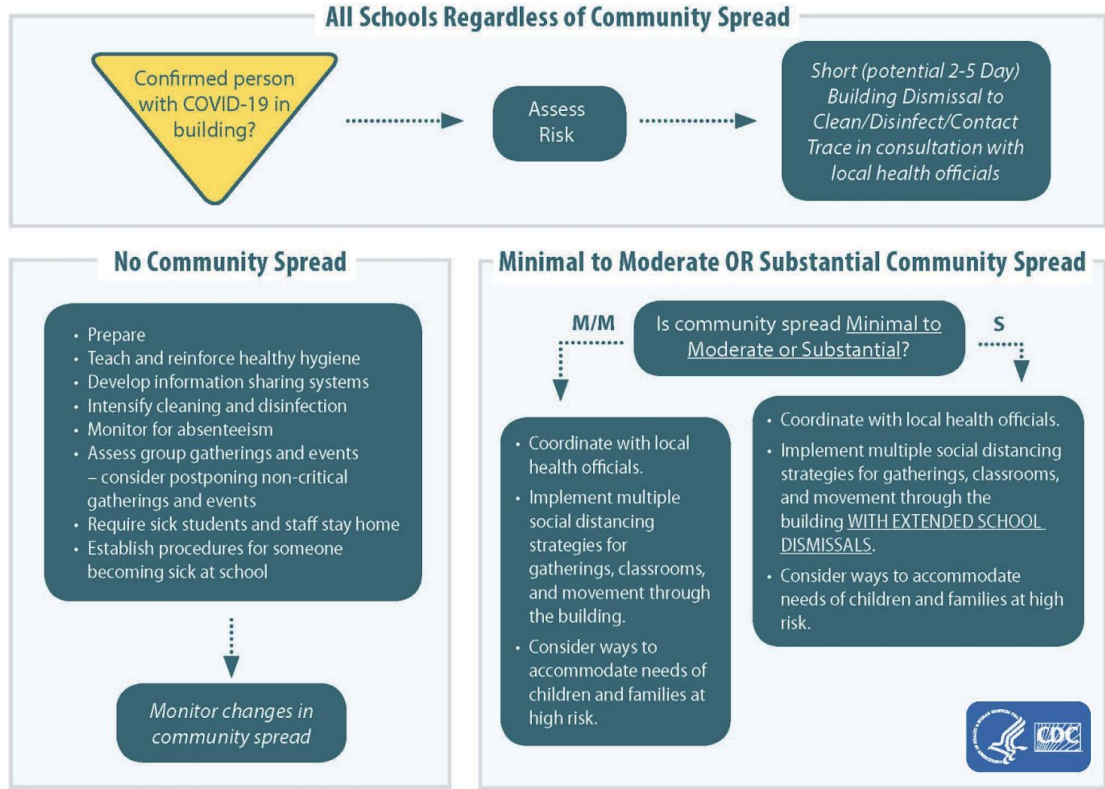 All Schools Regardless of Community Spread
Confirmed person
with COVID-19 in
building?
Assess
Risk
Short (potential 2-5 Day)
Building Dismissal to
Clean/Disinfect/Contact
Trace in consultation with
local health officials
No Community Spread
• Prepare
• Teach and reinforce healthy hygiene
• Develop information sharing systems
• Intensify cleaning and disinfection
• Monitor for absenteeism
• Assess group gatherings and events
– consider postponing non-critical
gatherings and events
• Require sick students and staff stay home
• Establish procedures for someone
becoming sick at school
Monitor changes in
community spread
Minimal to Moderate OR Substantial Community Spread
M/M
Is community spread Minimal to
Moderate or Substantial?
S
• Coordinate with local
health officials.
• Implement multiple
social distancing
strategies for
gatherings, classrooms,
and movement through
the building.
• Consider ways to
accommodate needs of
children and families at
high risk.
• Coordinate with local health officials.
• Implement multiple social distancing
strategies for gatherings, classrooms,
and movement through the
building WITH EXTENDED SCHOOL
DISMISSALS.
• Consider ways to accommodate
needs of children and families at high
risk.
CDC